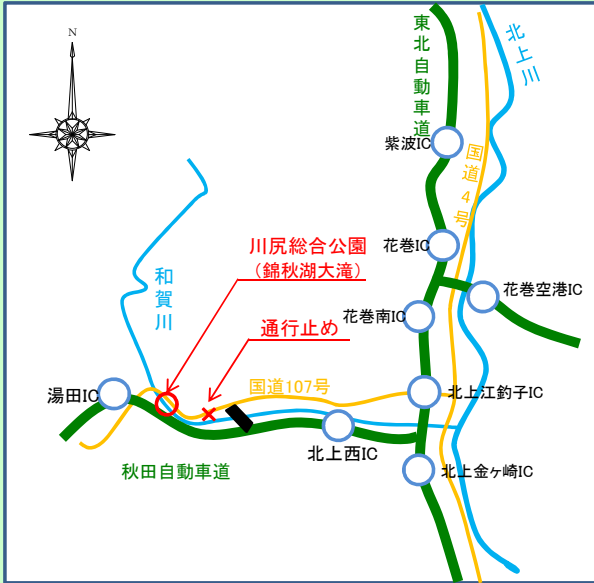 N
東北自動車道
北上川
紫波IC
国道4号
花巻IC
川尻総合公園
(錦秋湖大滝)
和賀川
花巻空港IC
花巻南IC
通行止め
国道107号
湯田IC
北上江釣子IC
北上西IC
秋田自動車道
北上金ヶ崎IC